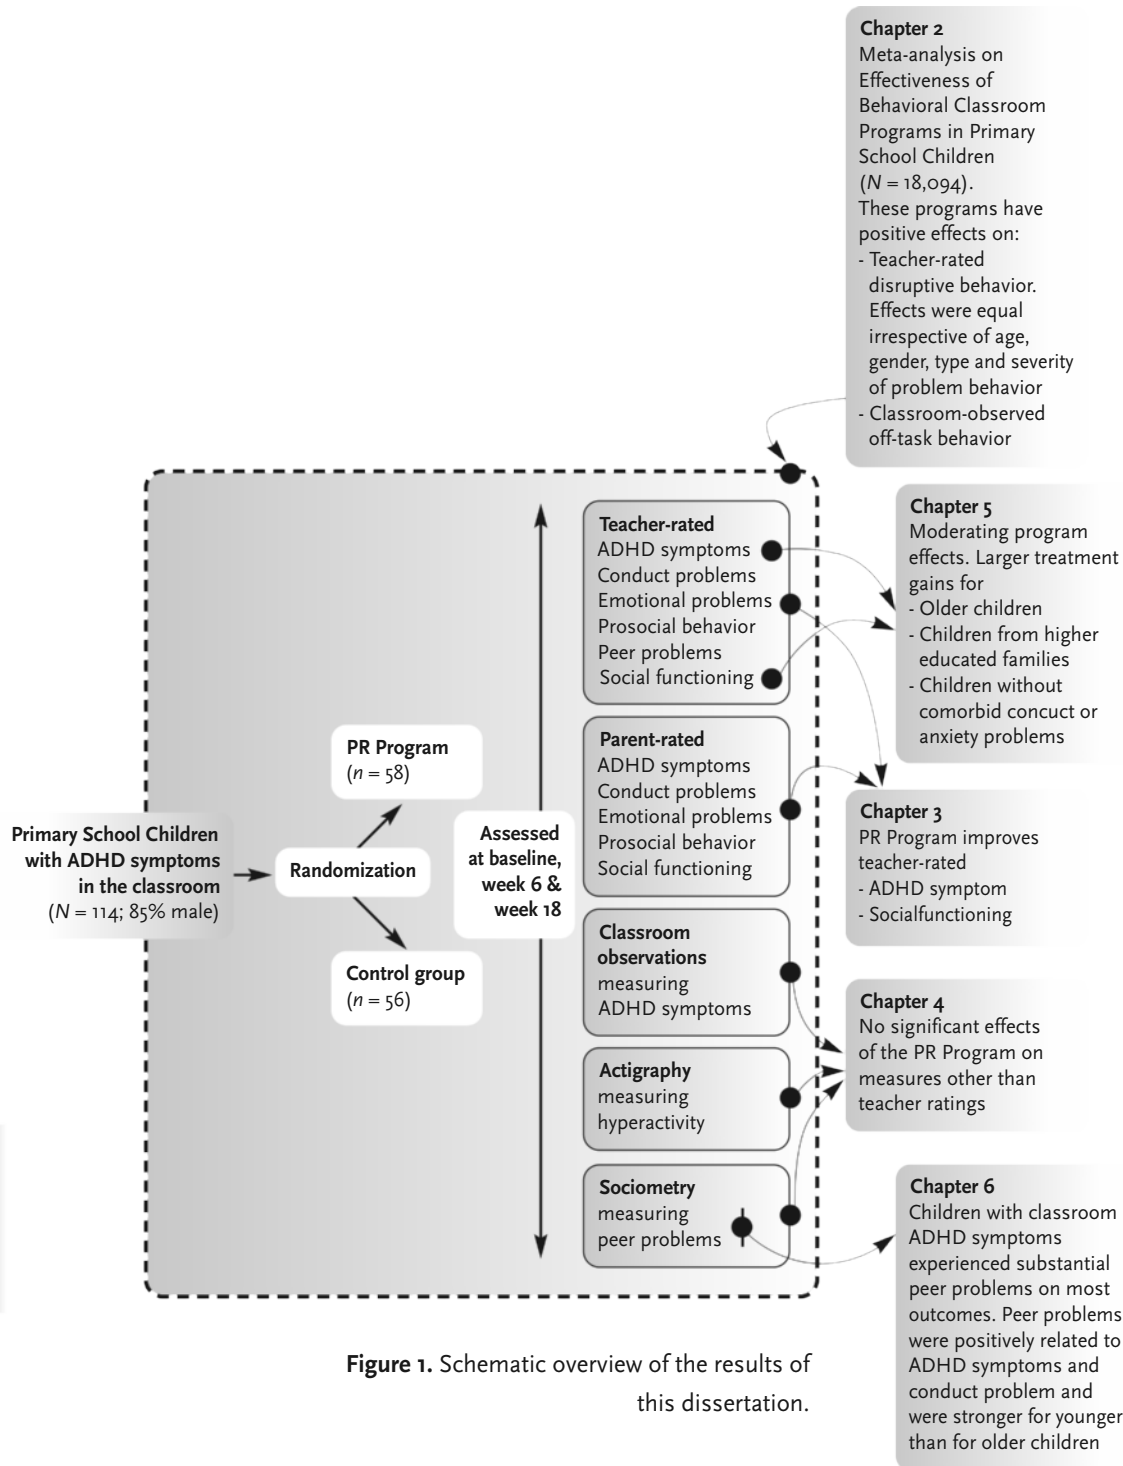 Chapter 2
Meta-analysis on
Effectiveness of
Behavioral Classroom
Programs in Primary
School Children
(N = 18,094).
These programs have
positive effects on:
- Teacher-rated
disruptive behavior.
Effects were equal
irrespective of age,
gender, type and severity
of problem behavior
- Classroom-observed
off-task behavior
Primary School Children
with ADHD symptoms
in the classroom
(N = 114; 85% male)
Randomization
PR Program
(n = 58)
Control group
(n = 56)
Assessed
at baseline,
week 6 &
week 18
Teacher-rated
ADHD symptoms
Conduct problems
Emotional problems
Prosocial behavior
Peer problems
Social functioning
Parent-rated
ADHD symptoms
Conduct problems
Emotional problems
Prosocial behavior
Social functioning
Classroom
observations
measuring
ADHD symptoms
Actigraphy
measuring
hyperactivity
Sociometry
measuring
peer problems
Chapter 5
Moderating program
effects. Larger treatment
gains for
- Older children
- Children from higher
educated families
- Children without
comorbid concuct or
anxiety problems
Chapter 3
PR Program improves
teacher-rated
- ADHD symptom
- Socialfunctioning
Chapter 4
No significant effects
of the PR Program on
measures other than
teacher ratings
Chapter 6
Children with classroom
ADHD symptoms
experienced substantial
peer problems on most
outcomes. Peer problems
were positively related to
ADHD symptoms and
conduct problem and
were stronger for younger
than for older children
Figure 1. Schematic overview of the results of
this dissertation.